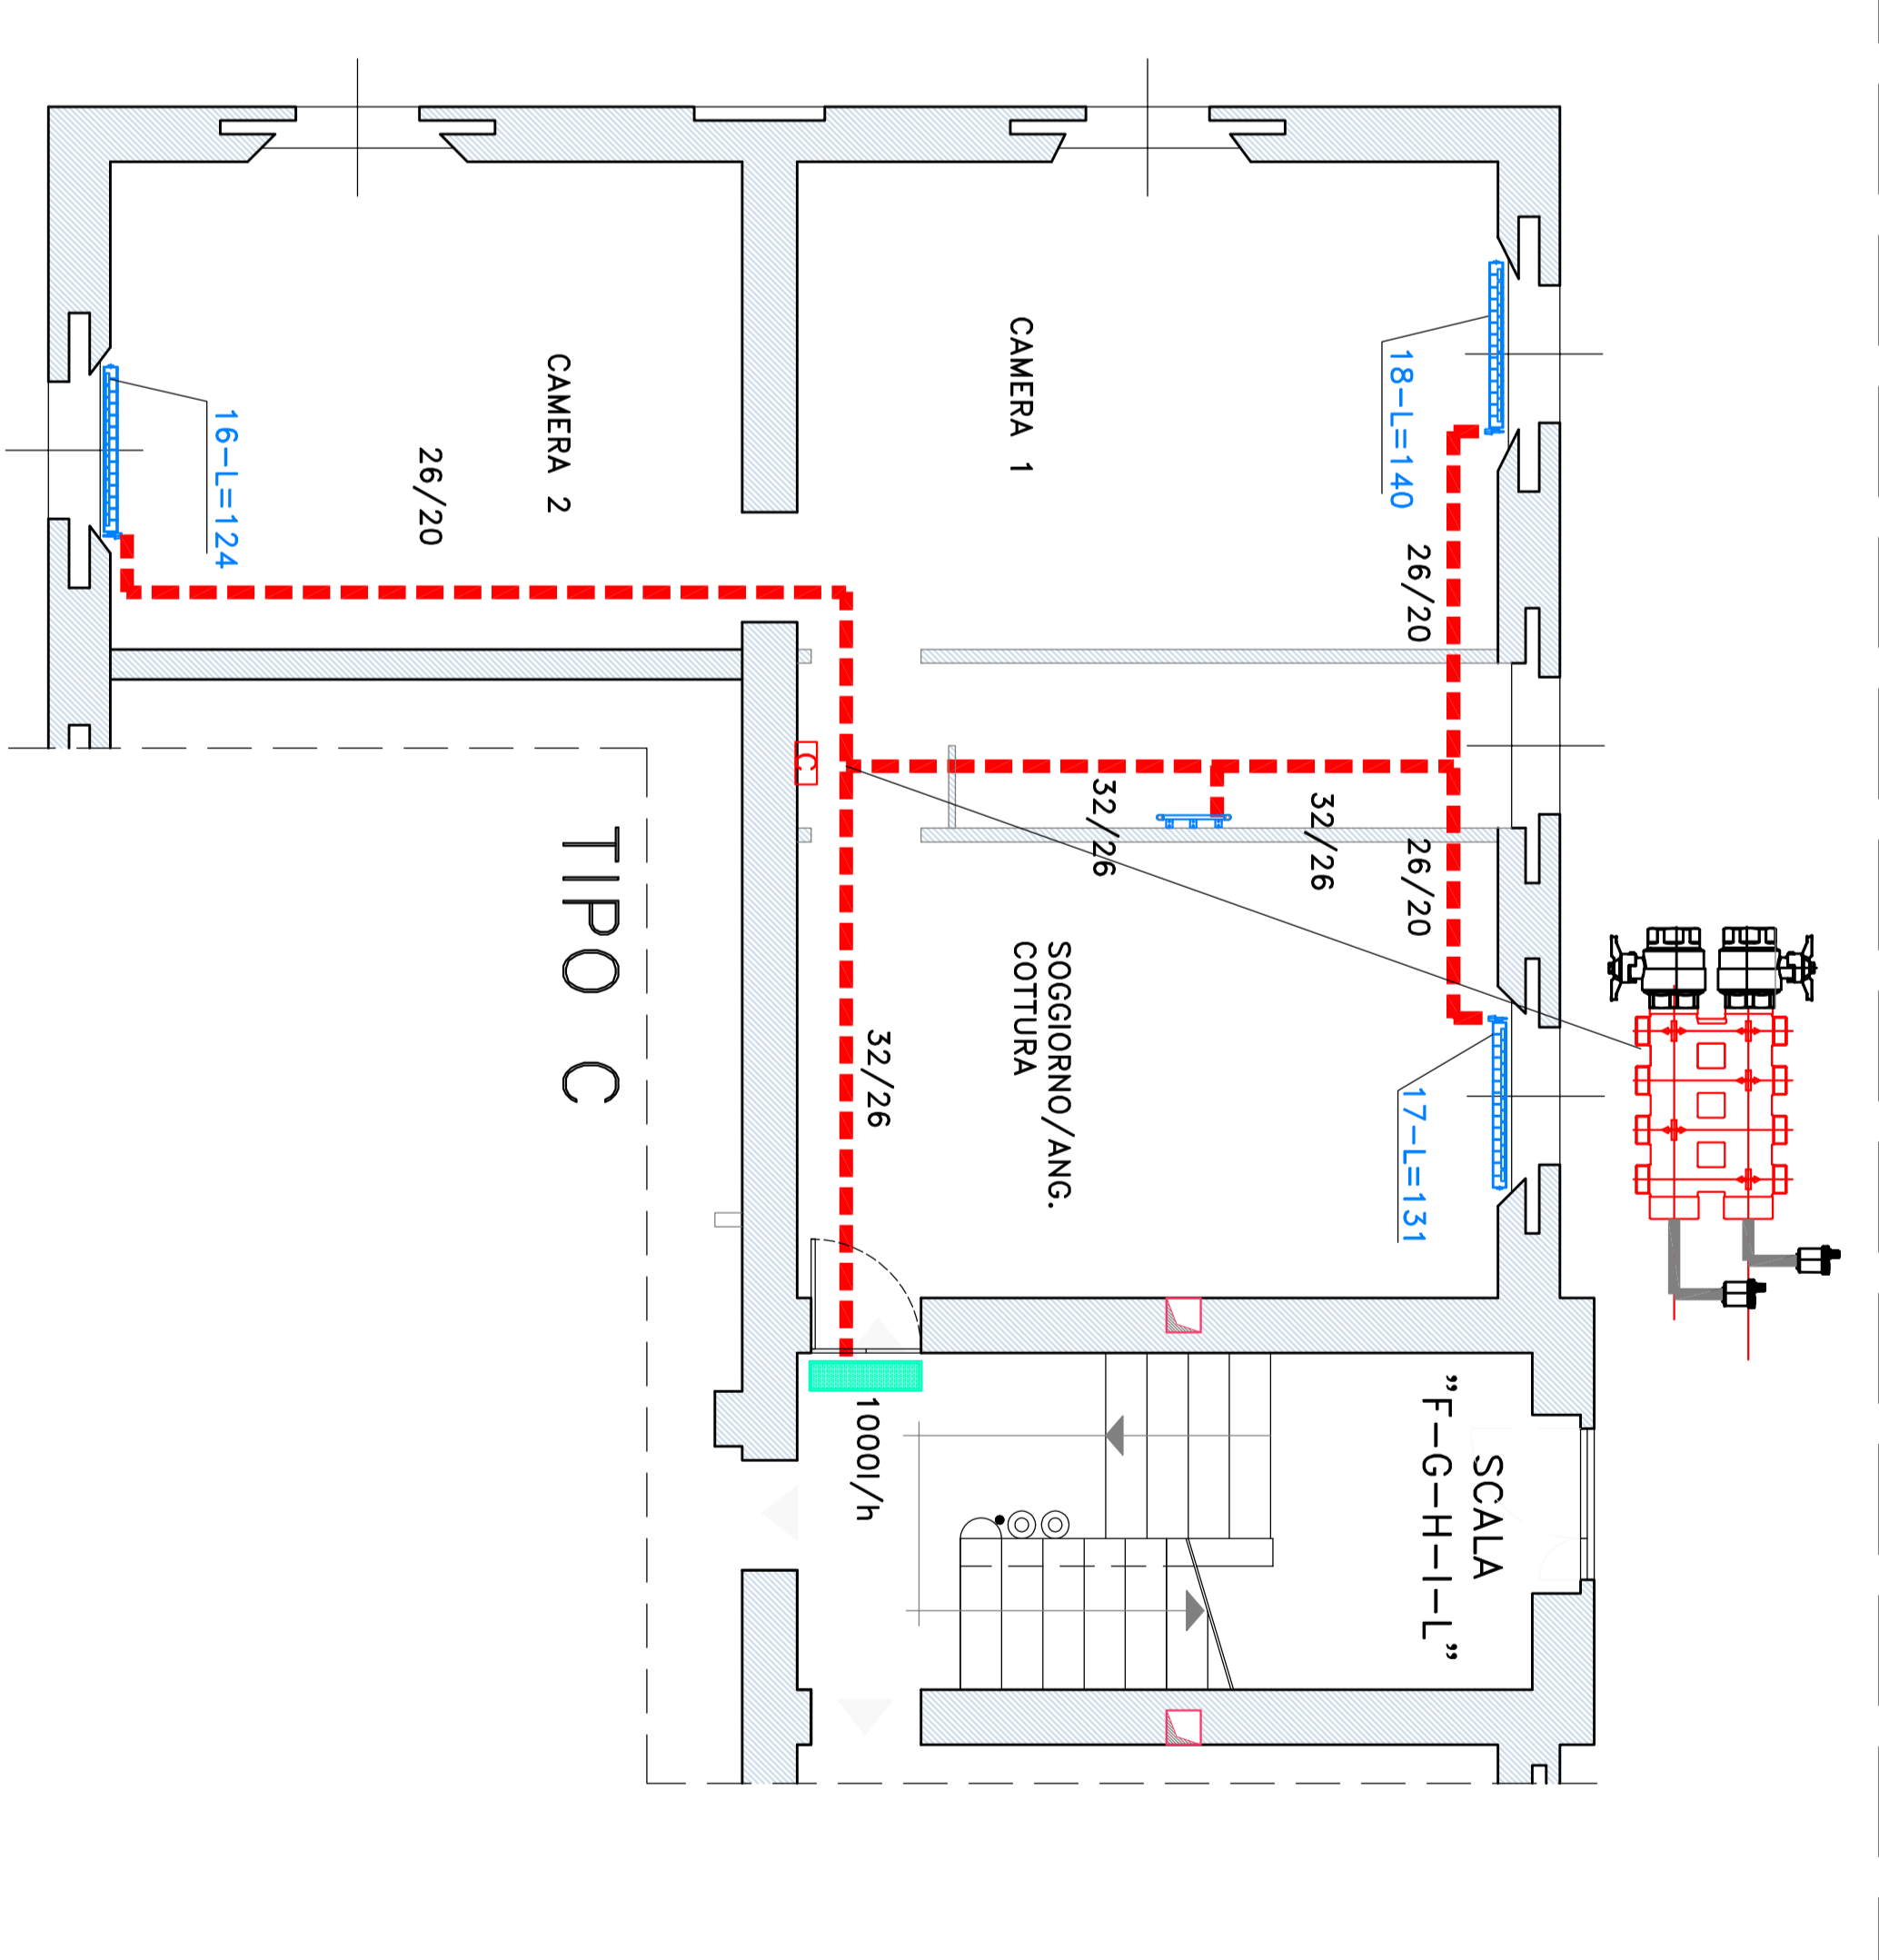 SCALA
”F-G-H-I-L”
18-L=140
26/20
26/20
17-L=131
32/26
32/26
SOGGIORNO/ANG.
COTTURA
CAMERA 1
32/26
1000l/h
C
TIPO C
CAMERA 2
26/20
16-L=124